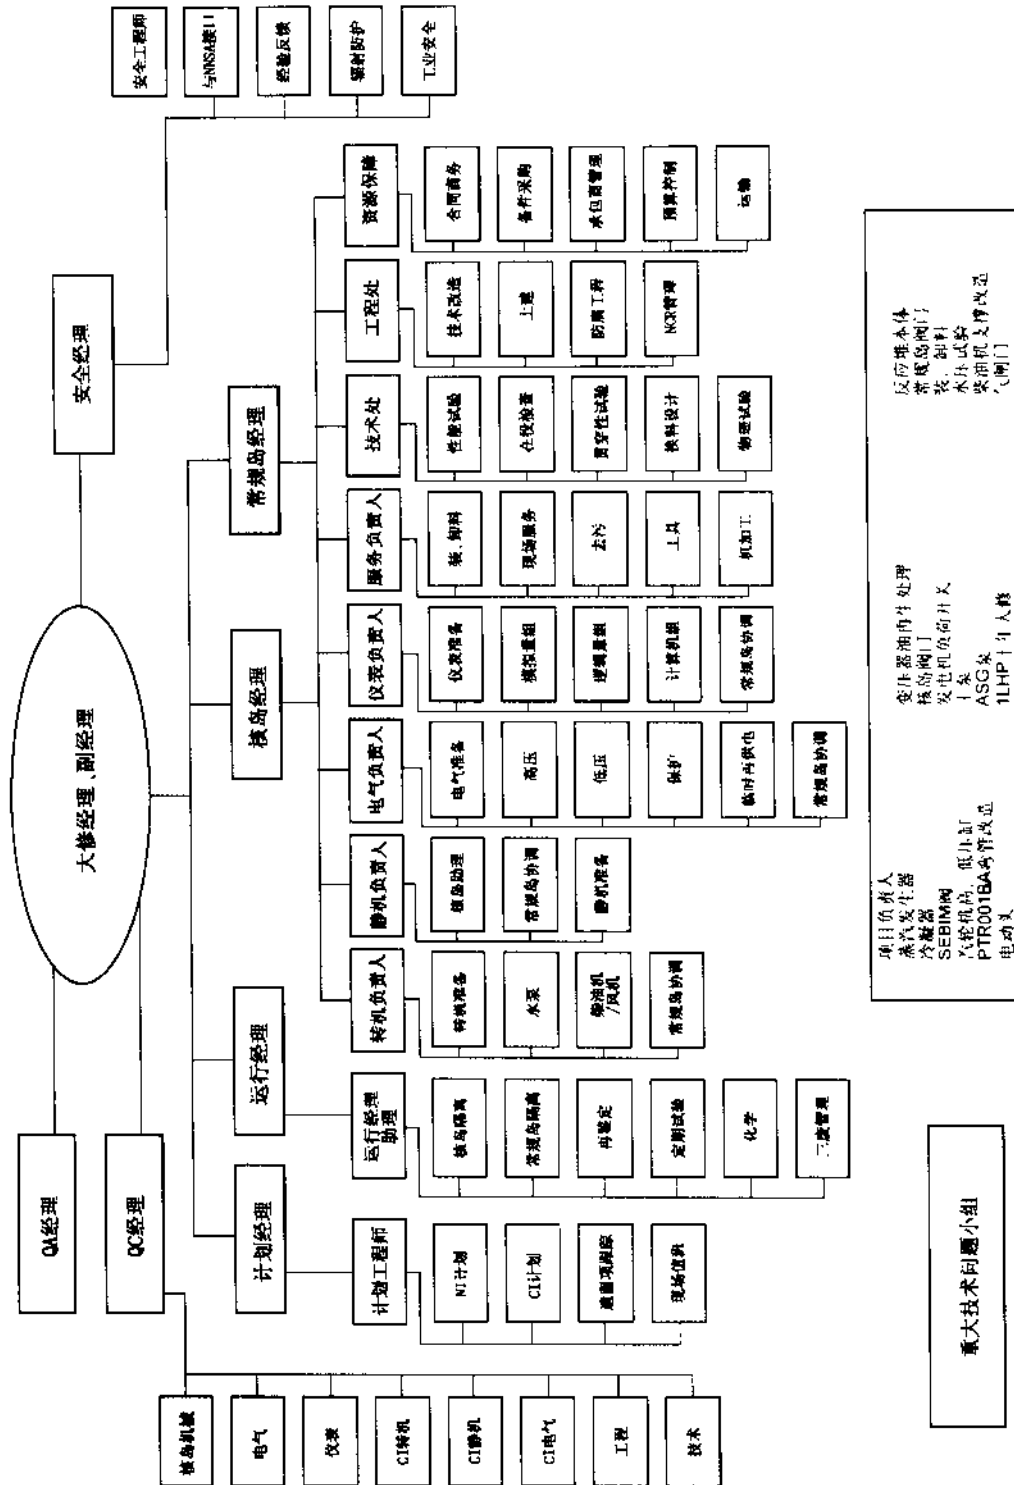 大修经理、副经理
QA经理
QC经理
安全经理
计划经理
运行经理
核岛经理
常规岛经理
安全工程师
与NNSA接口
经验反馈
辐射防护
工业安全
核岛机械
电气
仪表
CI转机
CI静机
CI电气
工程
技术
计划工程师
NI计划
CI计划
遗留项跟踪
现场值班
运行经理
助理
核岛隔离
常规岛隔离
再鉴定
定期试验
化学
三废管理
转机负责人
转机准备
水泵
柴油机
/风机
常规岛协调
静机负责人
核岛助理
常规岛协调
静机准备
电气负责人
电气准备
高压
低压
保护
临时再供电
常规岛协调
仪表负责人
仪表准备
模拟量组
逻辑量组
计算机组
常规岛协调
服务负责人
装、卸料
现场服务
去污
工具
机加工
技术处
性能试验
在役检查
贯穿性试验
换料设计
物理试验
工程处
技术改造
土建
防腐工程
NCR管理
资源保障
合同商务
备件采购
承包商管理
预算控制
运输
重大技术问题小组
项目负责人
蒸汽发生器
冷凝器
SEBIM阀
汽轮机高、低压缸
PTR001BA弯管改造
电动头
变压器油再生处理
核岛阀门
发电机负荷开关
主泵
ASG泵
1LHP十年大修
反应堆本体
常规岛阀门
装、卸料
水压试验
柴油机支撑改造
气闸门